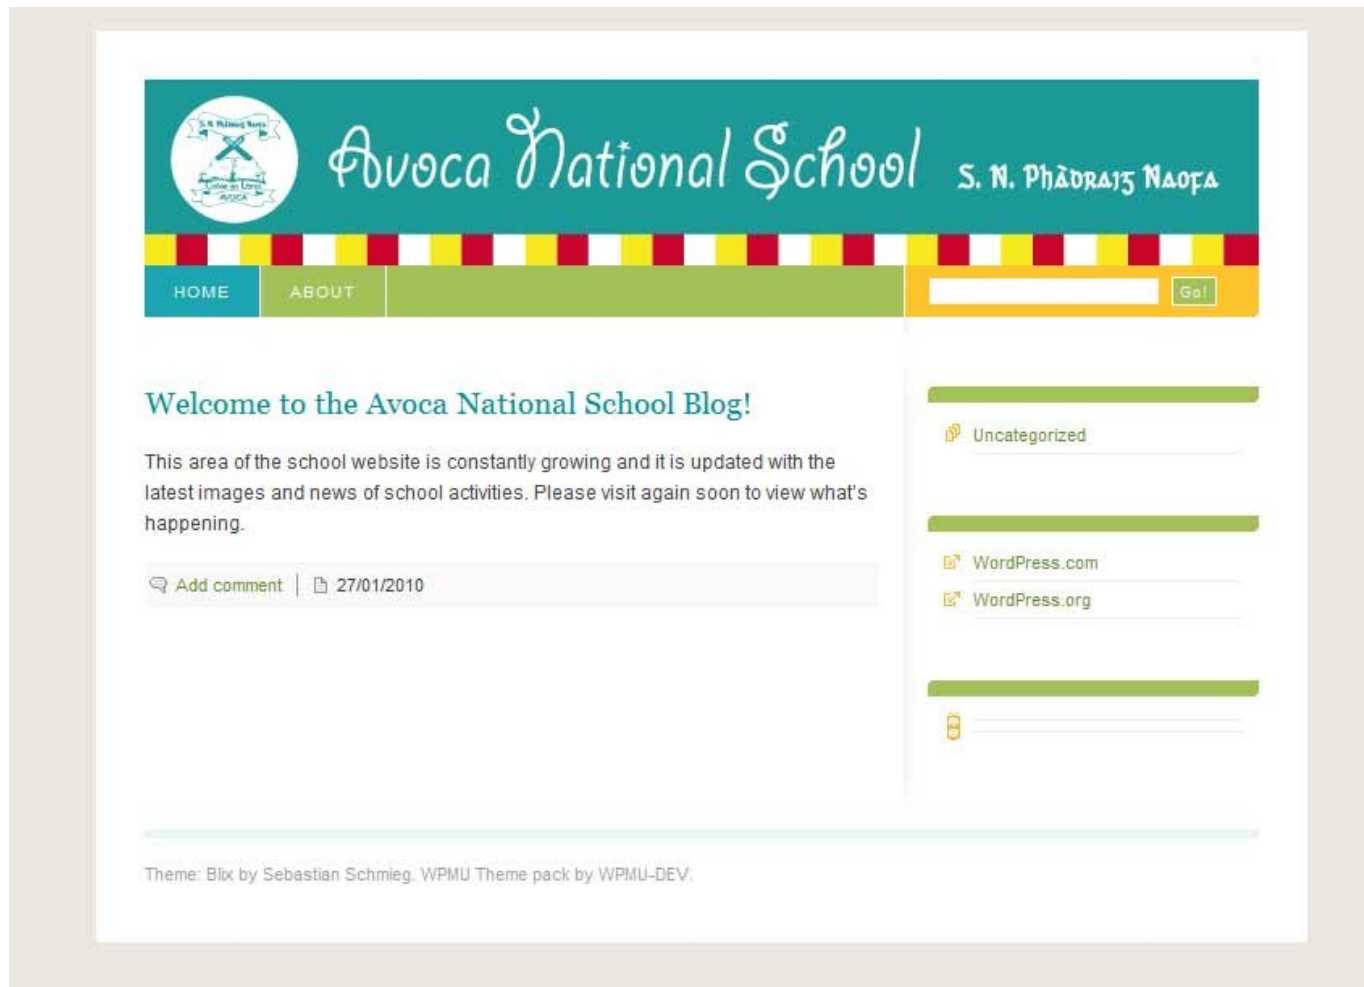 S. N. Phádraig Naofa
AVOCA
Avoca National School
S. N. Phàdraig Naofa
HOME
ABOUT
Go!
Welcome to the Avoca National School Blog!
This area of the school website is constantly growing and it is updated with the
latest images and news of school activities. Please visit again soon to view what's
happening.
Add comment
27/01/2010
Uncategorized
WordPress.com
WordPress.org
Theme: Blix by Sebastian Schmieg. WPMU Theme pack by WPMU-DEV.